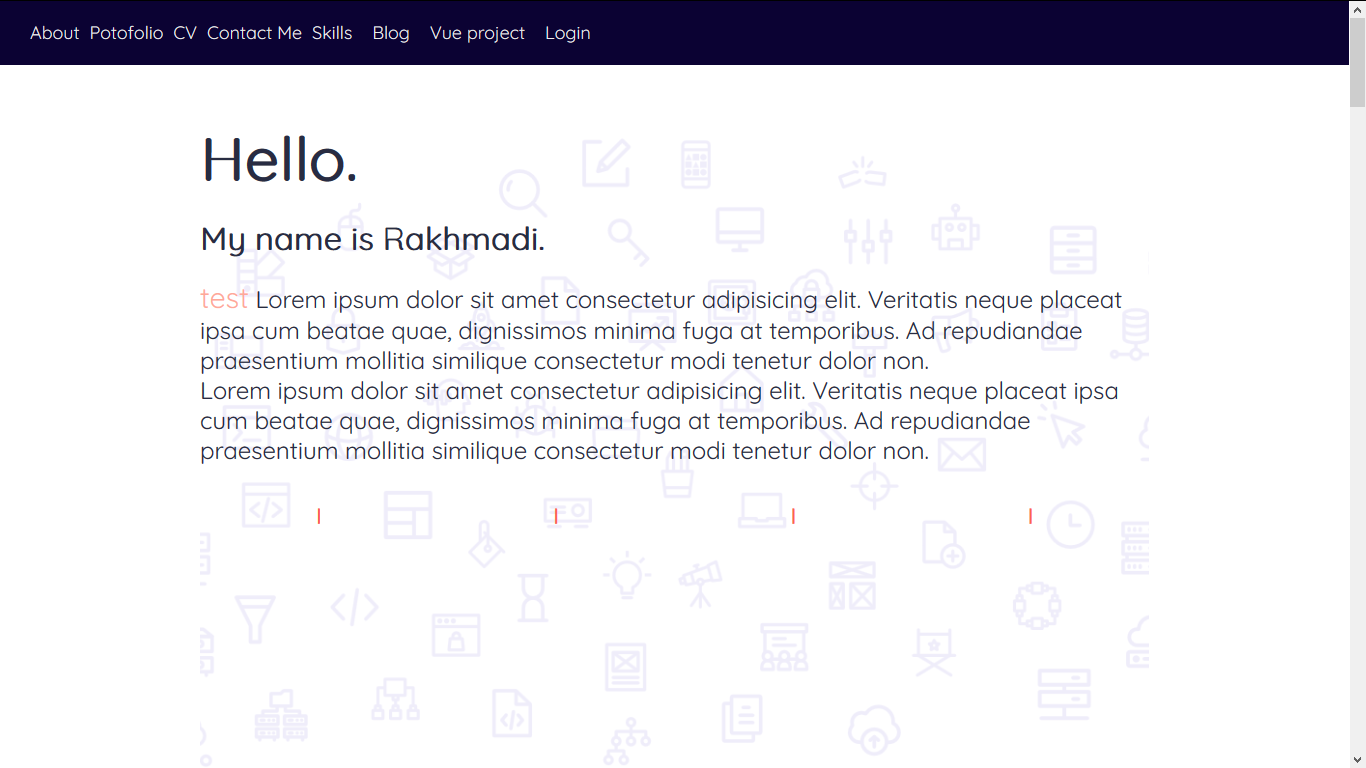 About Potofolio CV Contact Me Skills Blog Vue project Login
Hello.
My name is Rakhmadi.
test Lorem ipsum dolor sit amet consectetur adipisicing elit. Veritatis neque placeat
ipsa cum beatae quae, dignissimos minima fuga at temporibus. Ad repudiandae
praesentium mollitia similique consectetur modi tenetur dolor non.
Lorem ipsum dolor sit amet consectetur adipisicing elit. Veritatis neque placeat ipsa
cum beatae quae, dignissimos minima fuga at temporibus. Ad repudiandae
praesentium mollitia similique consectetur modi tenetur dolor non.
| | | |